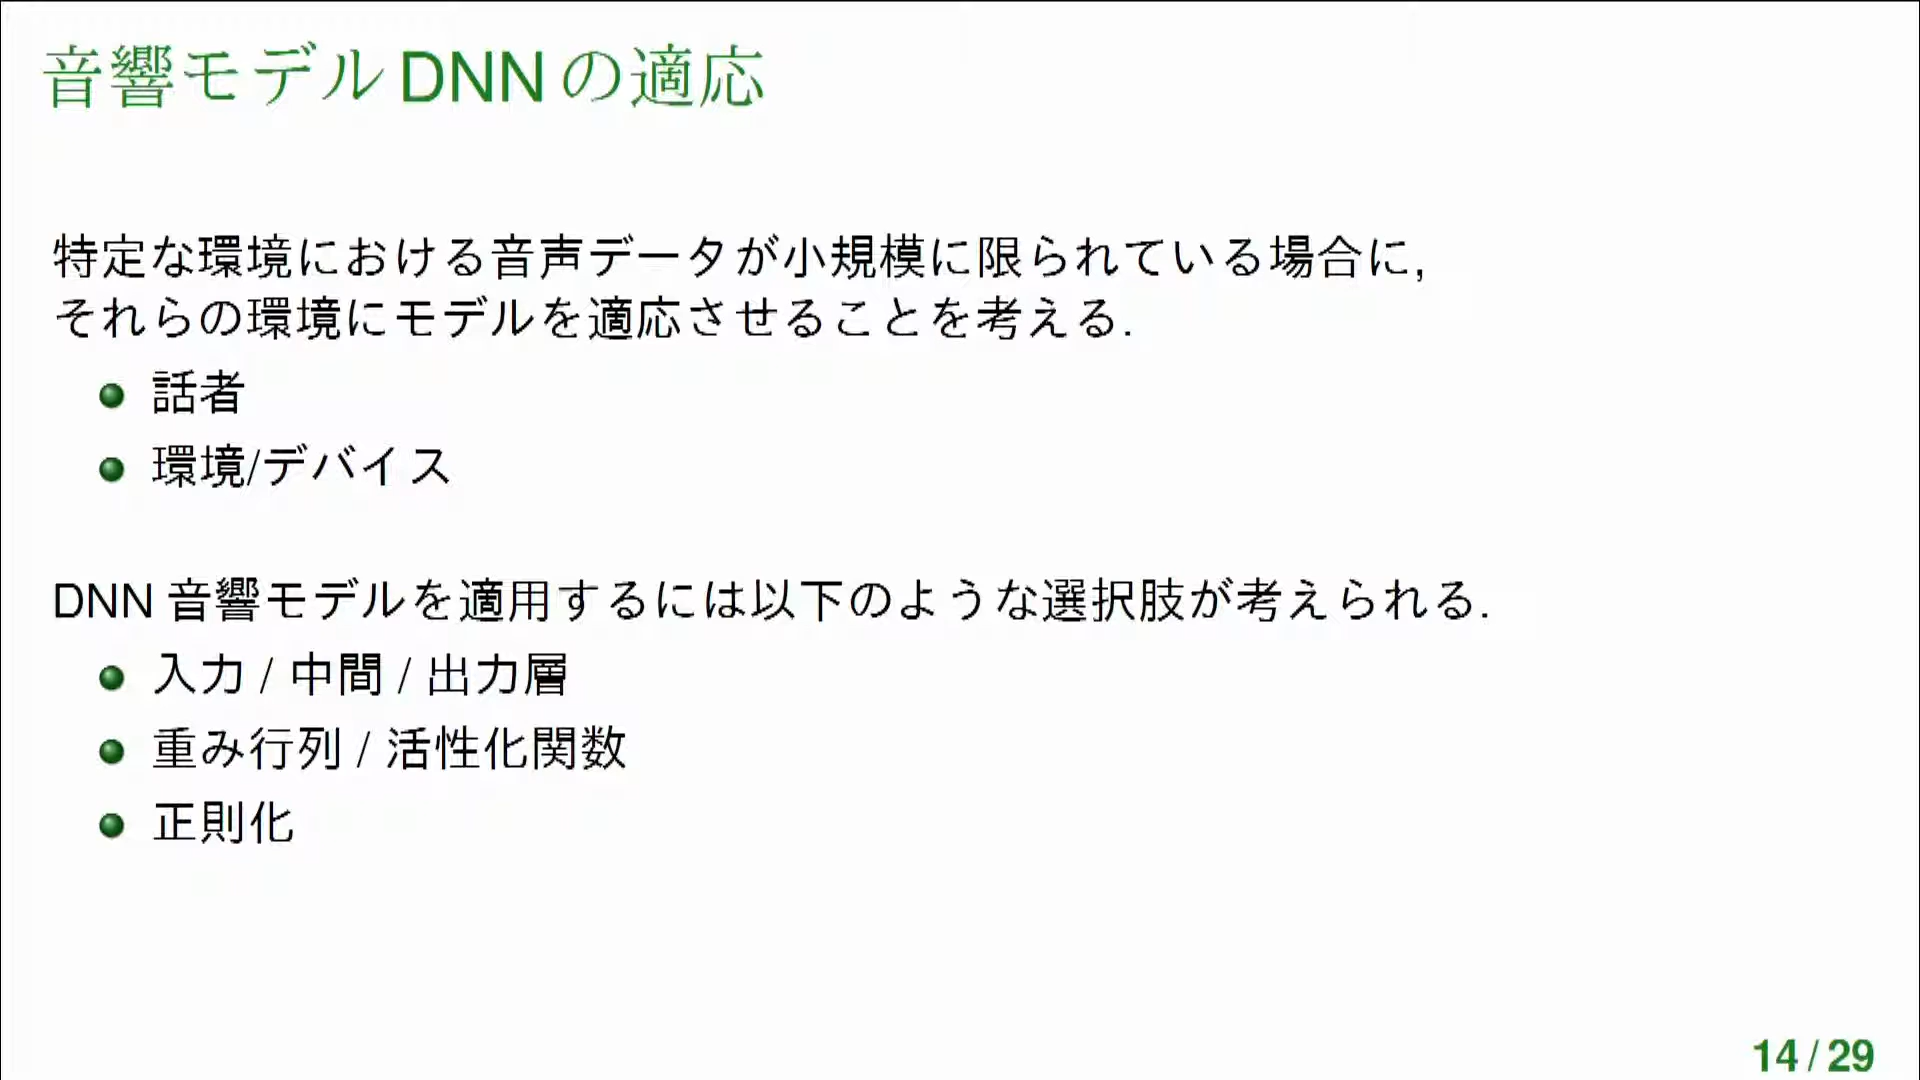 音響モデル DNN の適応
特定な環境における音声データが小規模に限られている場合に,
それらの環境にモデルを適応させることを考える.
話者
環境/デバイス
DNN 音響モデルを適用するには以下のような選択肢が考えられる.
入力 / 中間 / 出力層
重み行列 / 活性化関数
正則化
14 / 29